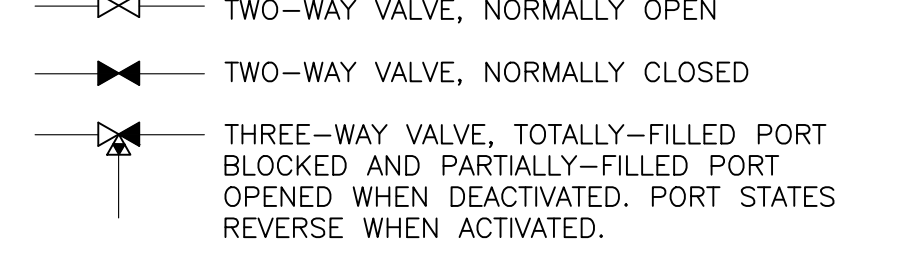 TWO-WAY VALVE, NORMALLY OPEN
TWO-WAY VALVE, NORMALLY CLOSED
THREE-WAY VALVE, TOTALLY-FILLED PORT
BLOCKED AND PARTIALLY-FILLED PORT
OPENED WHEN DEACTIVATED. PORT STATES
REVERSE WHEN ACTIVATED.